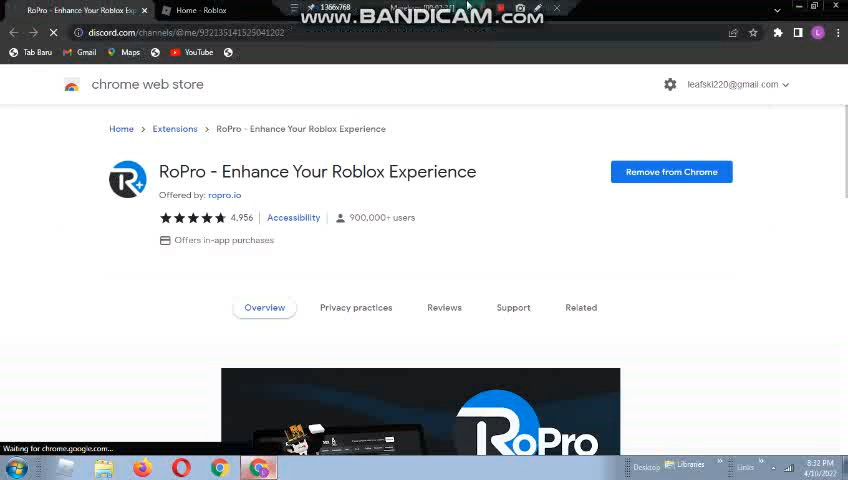 RoPro - Enhance Your Roblox Exp
Home - Roblox
1366x768
www.BANDICAM.com
discord.com/channels/@me/932135141525041202
Tab Baru
Gmail
Maps
YouTube
chrome web store
leafski220@gmail.com
Home > Extensions > RoPro - Enhance Your Roblox Experience
RoPro - Enhance Your Roblox Experience
Remove from Chrome
Offered by: ropro.io
4,956
Accessibility
900,000+ users
Offers in-app purchases
Overview
Privacy practices
Reviews
Support
Related
RoPro
Waiting for chrome.google.com...
Desktop
Libraries
Links
8:32 PM